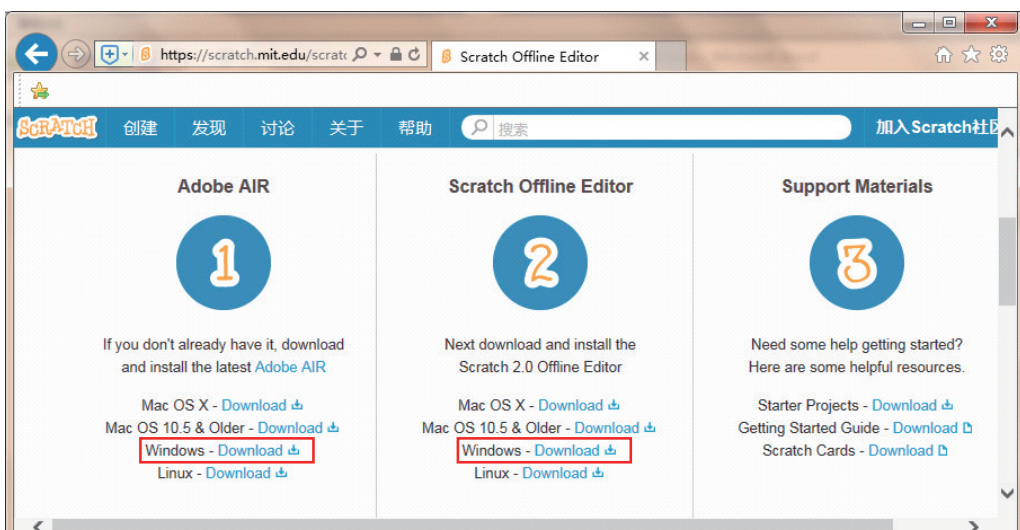 https://scratch.mit.edu/scratc
Scratch Offline Editor
SCRATCH 创建 发现 讨论 关于 帮助 搜索 加入Scratch社区
Adobe AIR
1
If you don't already have it, download
and install the latest Adobe AIR
Mac OS X - Download
Mac OS 10.5 & Older - Download
Windows - Download
Linux - Download
Scratch Offline Editor
2
Next download and install the
Scratch 2.0 Offline Editor
Mac OS X - Download
Mac OS 10.5 & Older - Download
Windows - Download
Linux - Download
Support Materials
3
Need some help getting started?
Here are some helpful resources.
Starter Projects - Download
Getting Started Guide - Download
Scratch Cards - Download